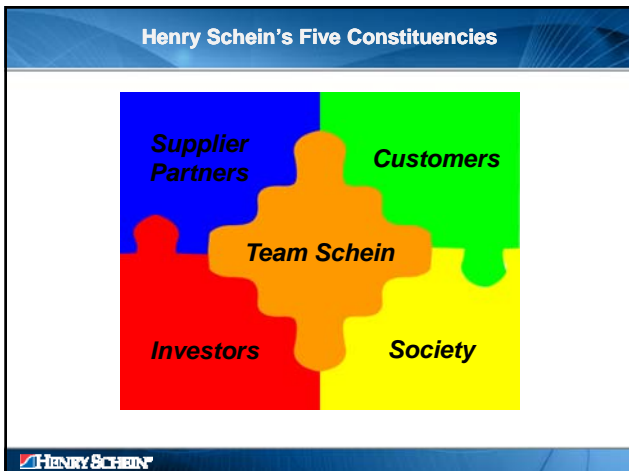 Henry Schein's Five Constituencies
Supplier
Partners
Customers
Team Schein
Investors
Society
HENRY SCHEIN®